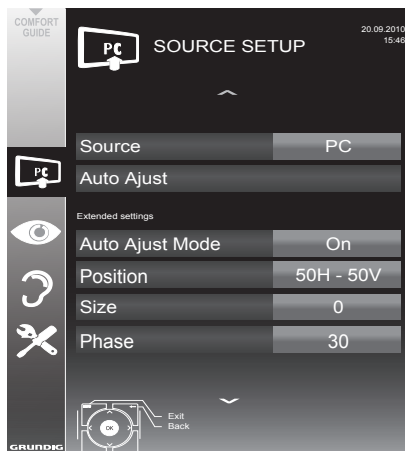 COMFORT
GUIDE
PC
SOURCE SETUP
20.09.2010
15:46
Source PC
PC
Auto Ajust
Extended settings
Auto Ajust Mode On
Position 50H - 50V
Size 0
Phase 30
Exit
Back
OK
GRUNDIG